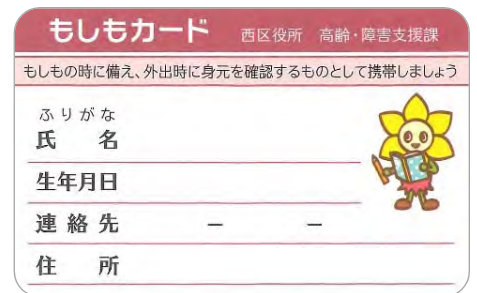 もしもカード 西区役所 高齢・障害支援課
もしもの時に備え、外出時に身元を確認するものとして携帯しましょう
ふりがな
氏 名
生年月日
連絡先 － －
住 所